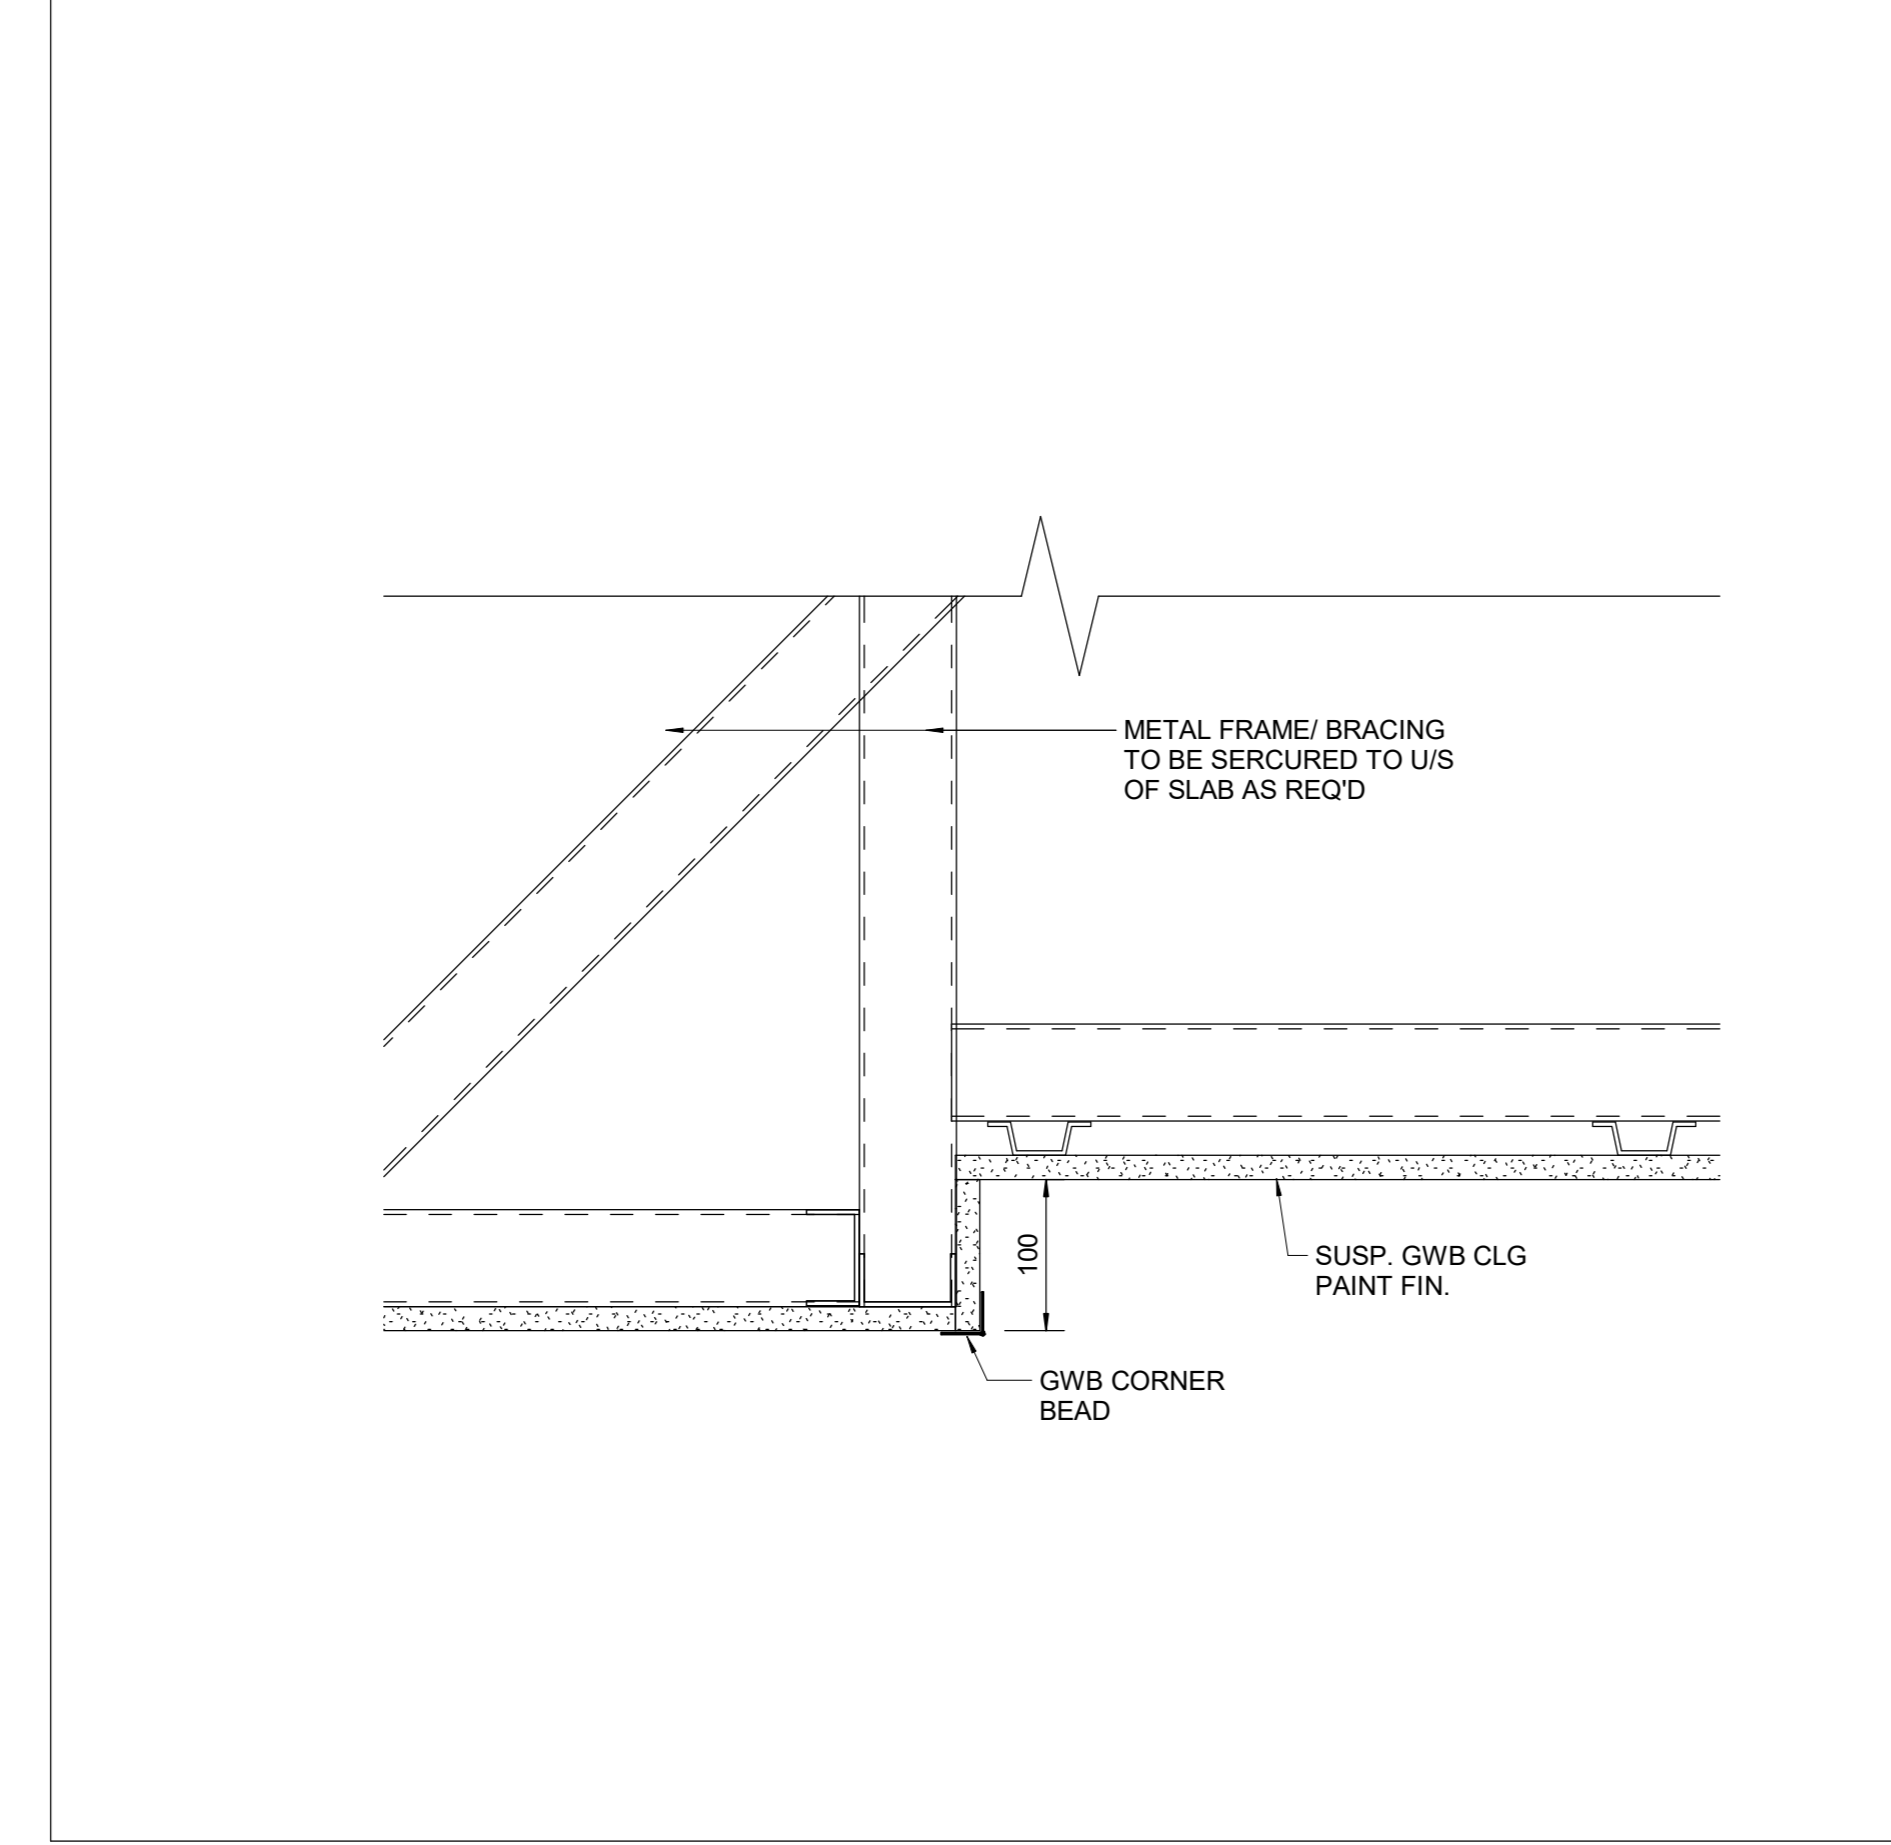 METAL FRAME/ BRACING
TO BE SERCURED TO U/S
OF SLAB AS REQ'D
100
SUSP. GWB CLG
PAINT FIN.
GWB CORNER
BEAD